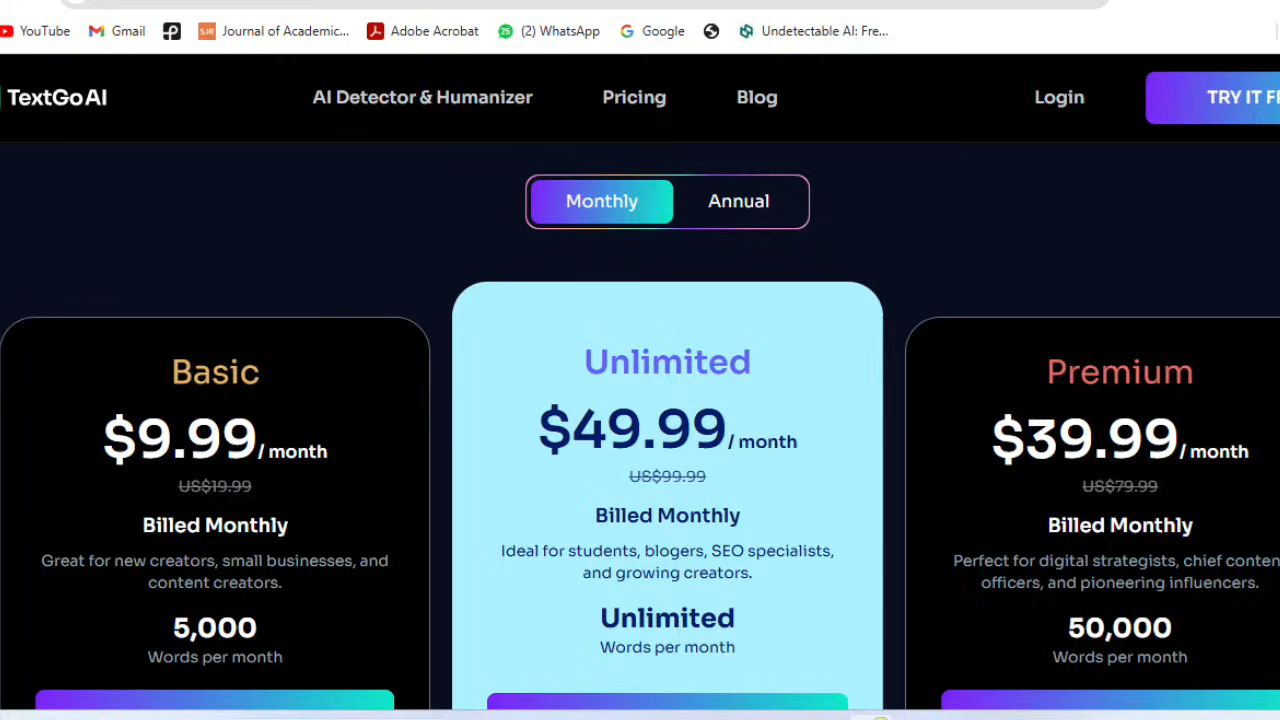 YouTube
Gmail
SJR
Journal of Academic...
Adobe Acrobat
25
(2) WhatsApp
Google
Undetectable AI: Fre...
TextGo AI
AI Detector & Humanizer
Pricing
Blog
Login
TRY IT
Monthly
Annual
Basic
$9.99/ month
US$19.99
Billed Monthly
Great for new creators, small businesses, and
content creators.
5,000
Words per month
Unlimited
$49.99/ month
US$99.99
Billed Monthly
Ideal for students, blogers, SEO specialists,
and growing creators.
Unlimited
Words per month
Premium
$39.99/ month
US$79.99
Billed Monthly
Perfect for digital strategists, chief conten
officers, and pioneering influencers.
50,000
Words per month